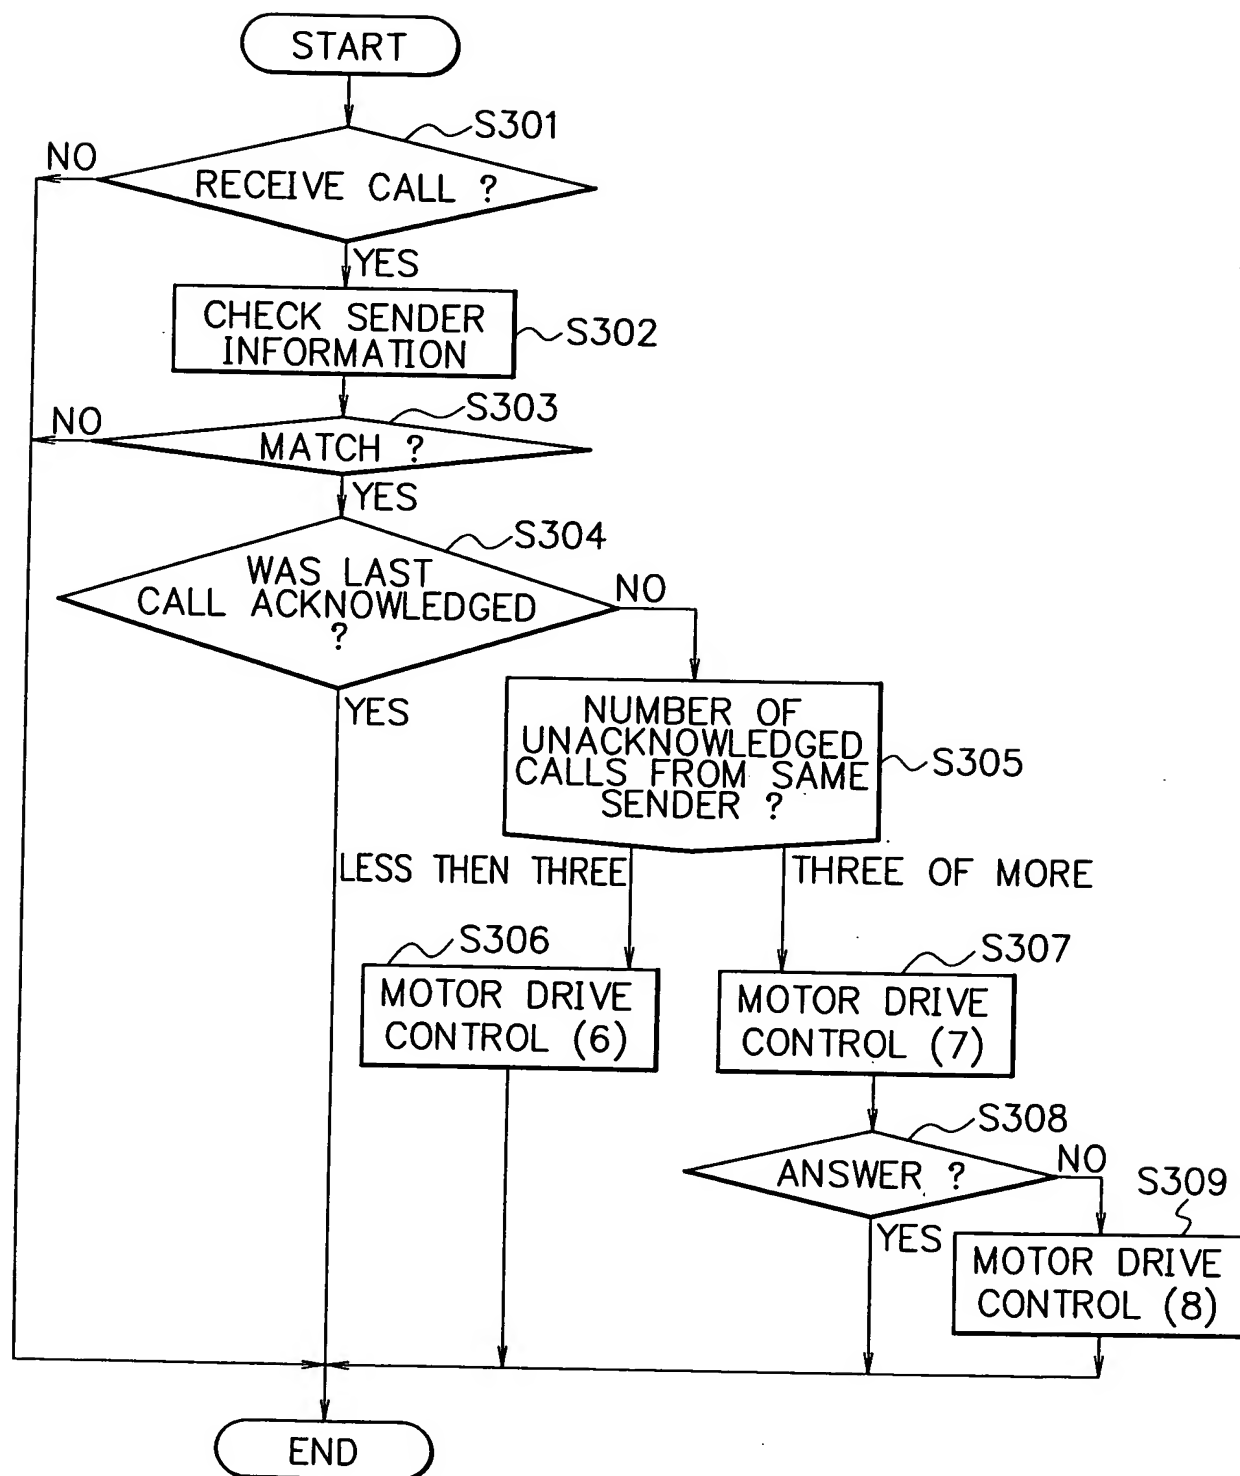 START
S301
NO
RECEIVE CALL ?
YES
CHECK SENDER
INFORMATION
S302
S303
NO
MATCH ?
YES
S304
WAS LAST
CALL ACKNOWLEDGED
?
NO
YES
NUMBER OF
UNACKNOWLEDGED
CALLS FROM SAME
SENDER ?
S305
LESS THEN THREE
THREE OF MORE
S306
MOTOR DRIVE
CONTROL (6)
S307
MOTOR DRIVE
CONTROL (7)
S308
ANSWER ?
NO
YES
S309
MOTOR DRIVE
CONTROL (8)
END